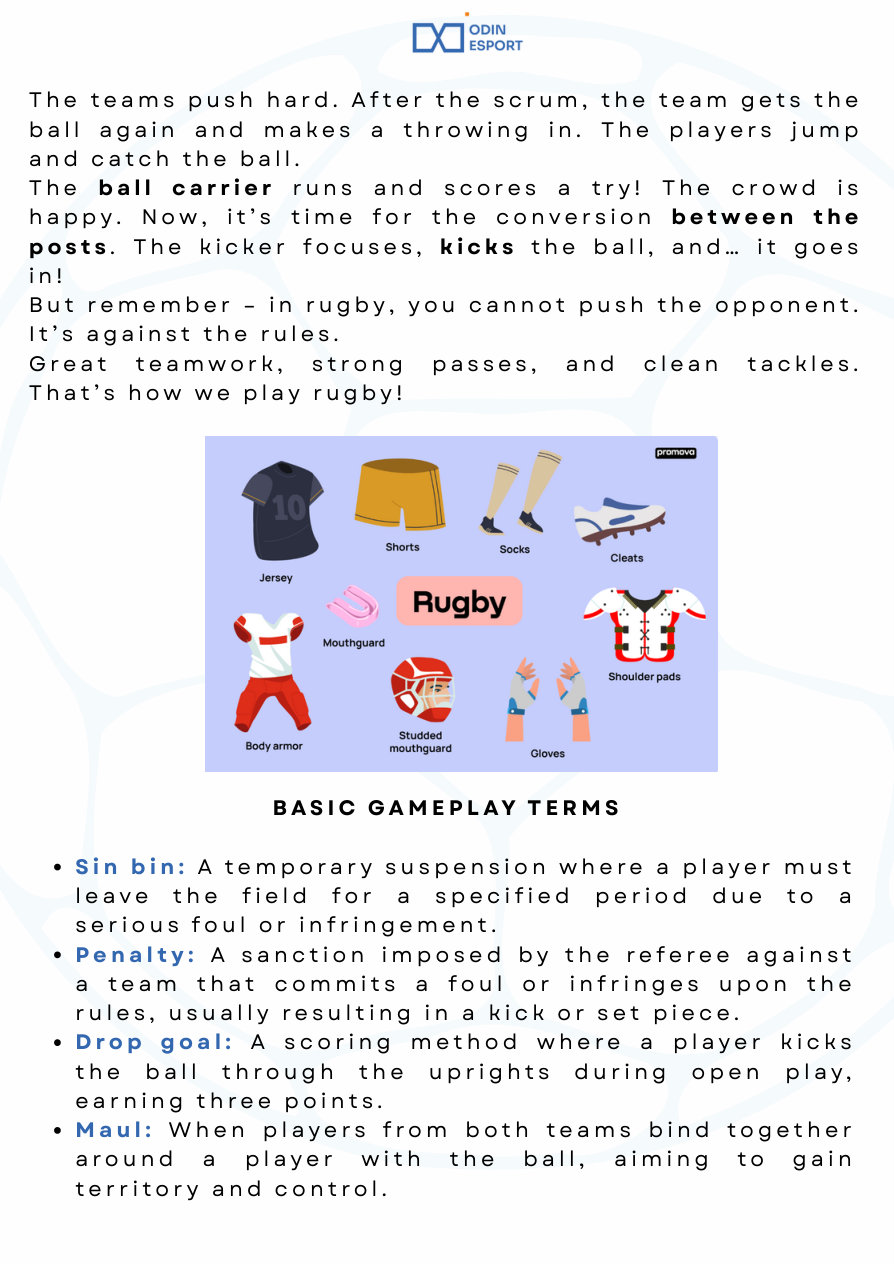 ODIN
ESPORT
The teams push hard. After the scrum, the team gets the
ball again and makes a throwing in. The players jump
and catch the ball.
The ball carrier runs and scores a try! The crowd is
happy. Now, it's time for the conversion between the
posts. The kicker focuses, kicks the ball, and… it goes
in!
But remember – in rugby, you cannot push the opponent.
It's against the rules.
Great teamwork, strong passes, and clean tackles.
That's how we play rugby!
promova
10
Shorts
Socks
Cleats
Jersey
Rugby
Mouthguard
Shoulder pads
Studded
mouthguard
Body armor
Gloves
BASIC GAMEPLAY TERMS
• Sin bin: A temporary suspension where a player must
leave the field for a specified period due to a
serious foul or infringement.
• Penalty: A sanction imposed by the referee against
a team that commits a foul or infringes upon the
rules, usually resulting in a kick or set piece.
• Drop goal: A scoring method where a player kicks
the ball through the uprights during open play,
earning three points.
• Maul: When players from both teams bind together
around a player with the ball, aiming to gain
territory and control.